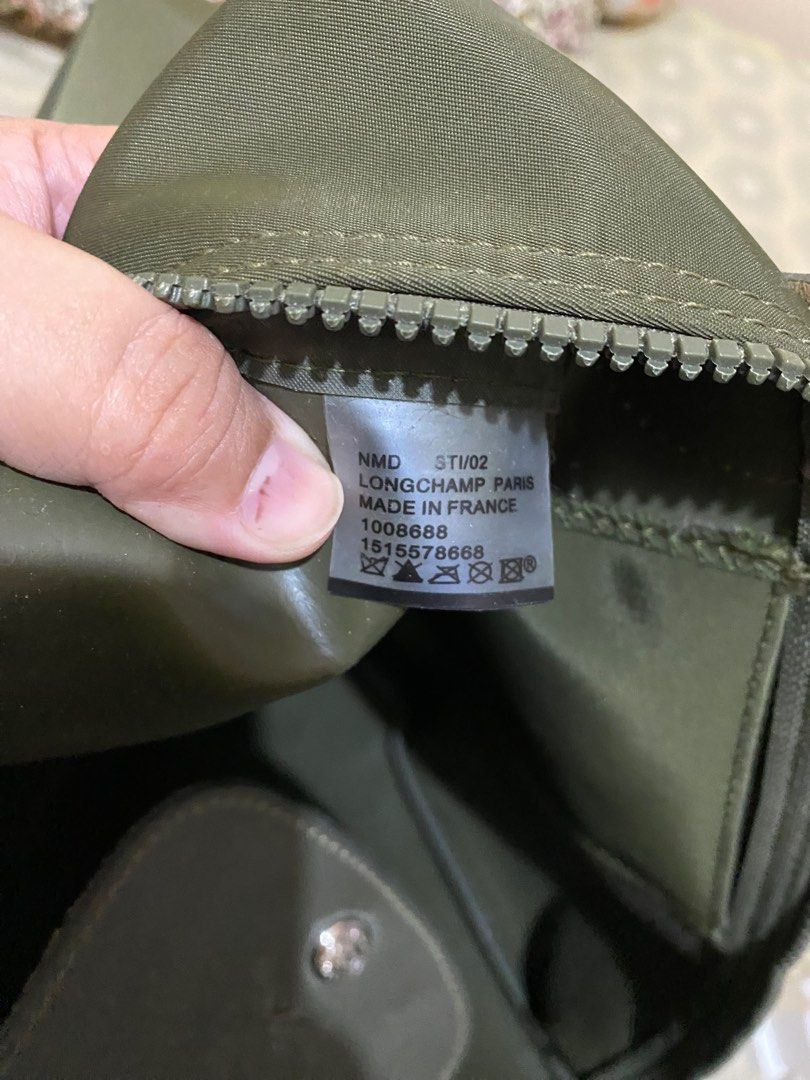 NMD STI/02
LONGCHAMP PARIS
MADE IN FRANCE
1008688
1515578668
®